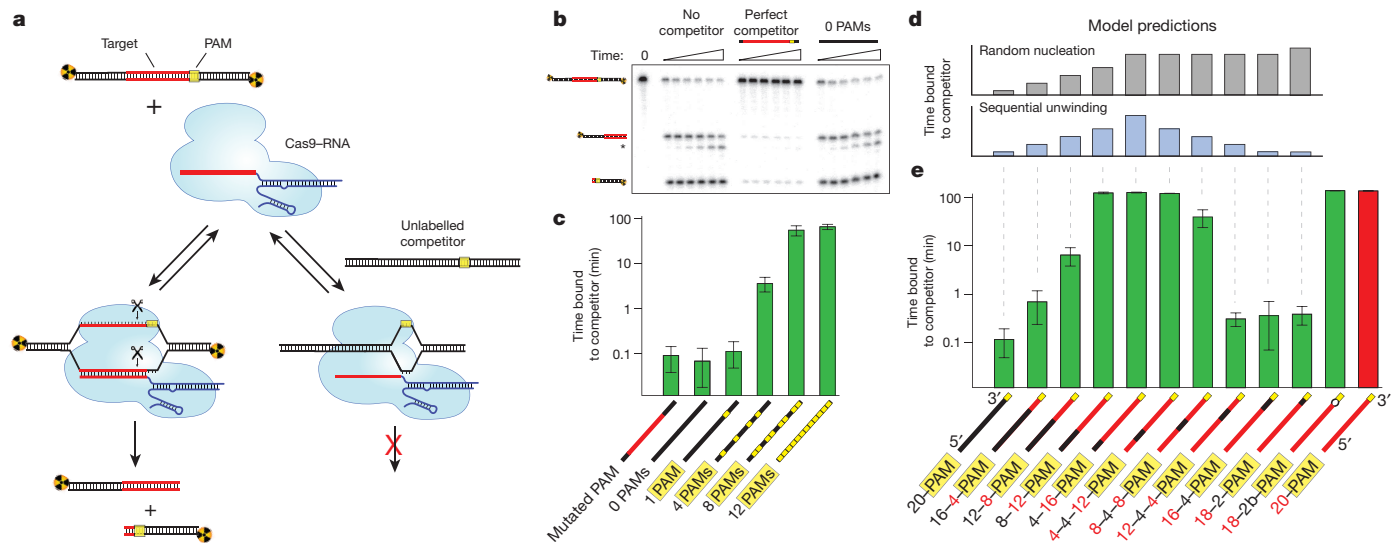 a
Target
PAM
+
Cas9–RNA
Unlabelled
competitor
X
+
b
No
competitor
Perfect
competitor
0 PAMs
Time:
0
*
c
Time bound
to competitor (min)
100
10
1
0.1
Mutated PAM
0 PAMs
1 PAM
4 PAMs
8 PAMs
12 PAMs
d
Model predictions
Random nucleation
Sequential unwinding
Time bound
to competitor
e
Time bound
to competitor (min)
100
10
1
0.1
3′
5′
3′
5′
20-PAM
16–4–PAM
12–8–PAM
8–12–PAM
4–16–PAM
4–4–12–PAM
8–4–8–PAM
12–4–4–PAM
16–4–PAM
18–2–PAM
18–2b–PAM
20–PAM